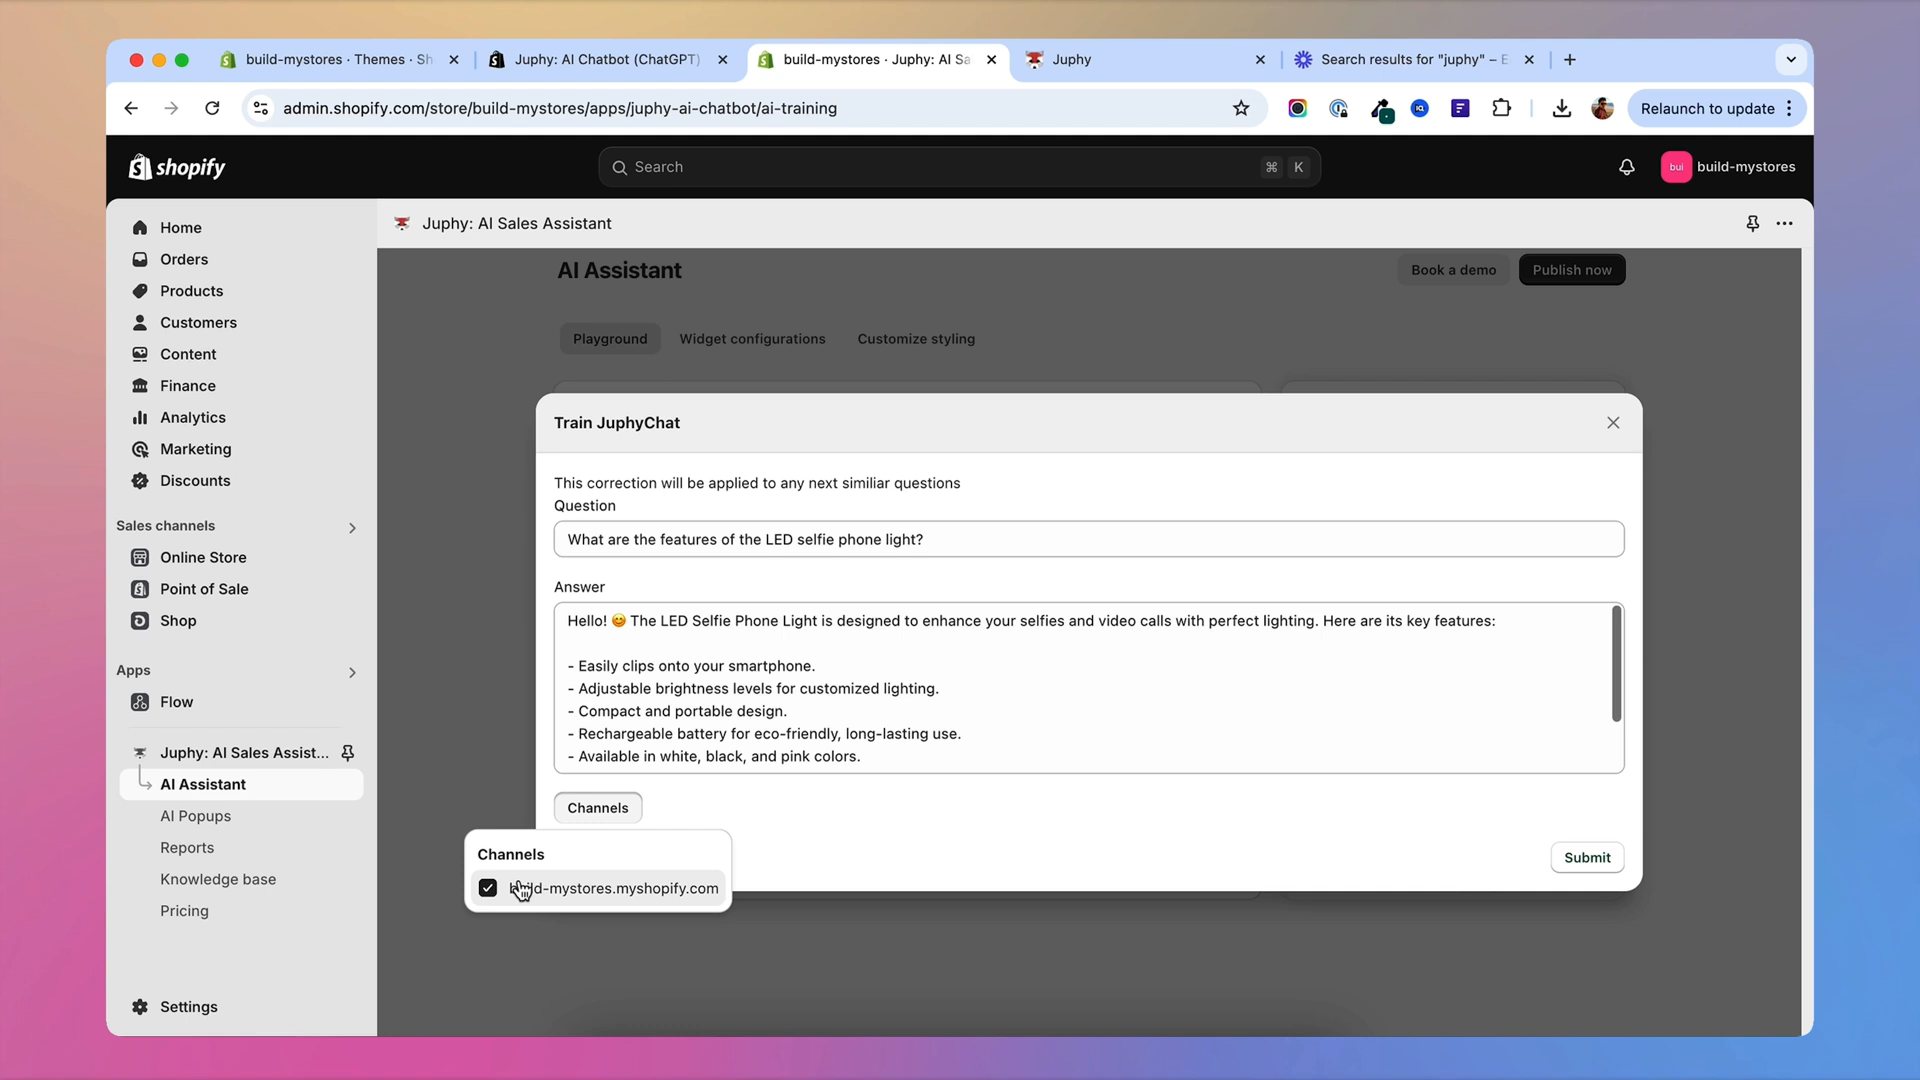 build-mystores · Themes · Sh
Juphy: AI Chatbot (ChatGPT)
build-mystores · Juphy: AI Sa
Juphy
Search results for "juphy" – E
admin.shopify.com/store/build-mystores/apps/juphy-ai-chatbot/ai-training
Relaunch to update
shopify
Search
⌘ K
bui
build-mystores
Home
Orders
Products
Customers
Content
Finance
Analytics
Marketing
Discounts
Sales channels
Online Store
Point of Sale
Shop
Apps
Flow
Juphy: AI Sales Assist...
AI Assistant
AI Popups
Reports
Knowledge base
Pricing
Settings
Juphy: AI Sales Assistant
AI Assistant
Book a demo
Publish now
Playground
Widget configurations
Customize styling
Train JuphyChat
This correction will be applied to any next similiar questions
Question
What are the features of the LED selfie phone light?
Answer
Hello! 😊 The LED Selfie Phone Light is designed to enhance your selfies and video calls with perfect lighting. Here are its key features:
- Easily clips onto your smartphone.
- Adjustable brightness levels for customized lighting.
- Compact and portable design.
- Rechargeable battery for eco-friendly, long-lasting use.
- Available in white, black, and pink colors.
Channels
Channels
build-mystores.myshopify.com
Submit